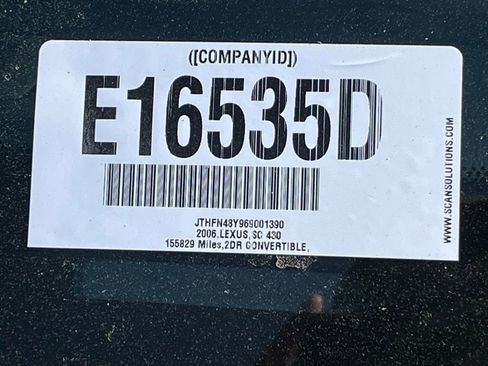 ([COMPANYID])
E16535D
JTHFN48Y969001390
2006,LEXUS,SC 430
155829 Miles,2DR CONVERTIBLE,
WWW.SCANSOLUTIONS.COM